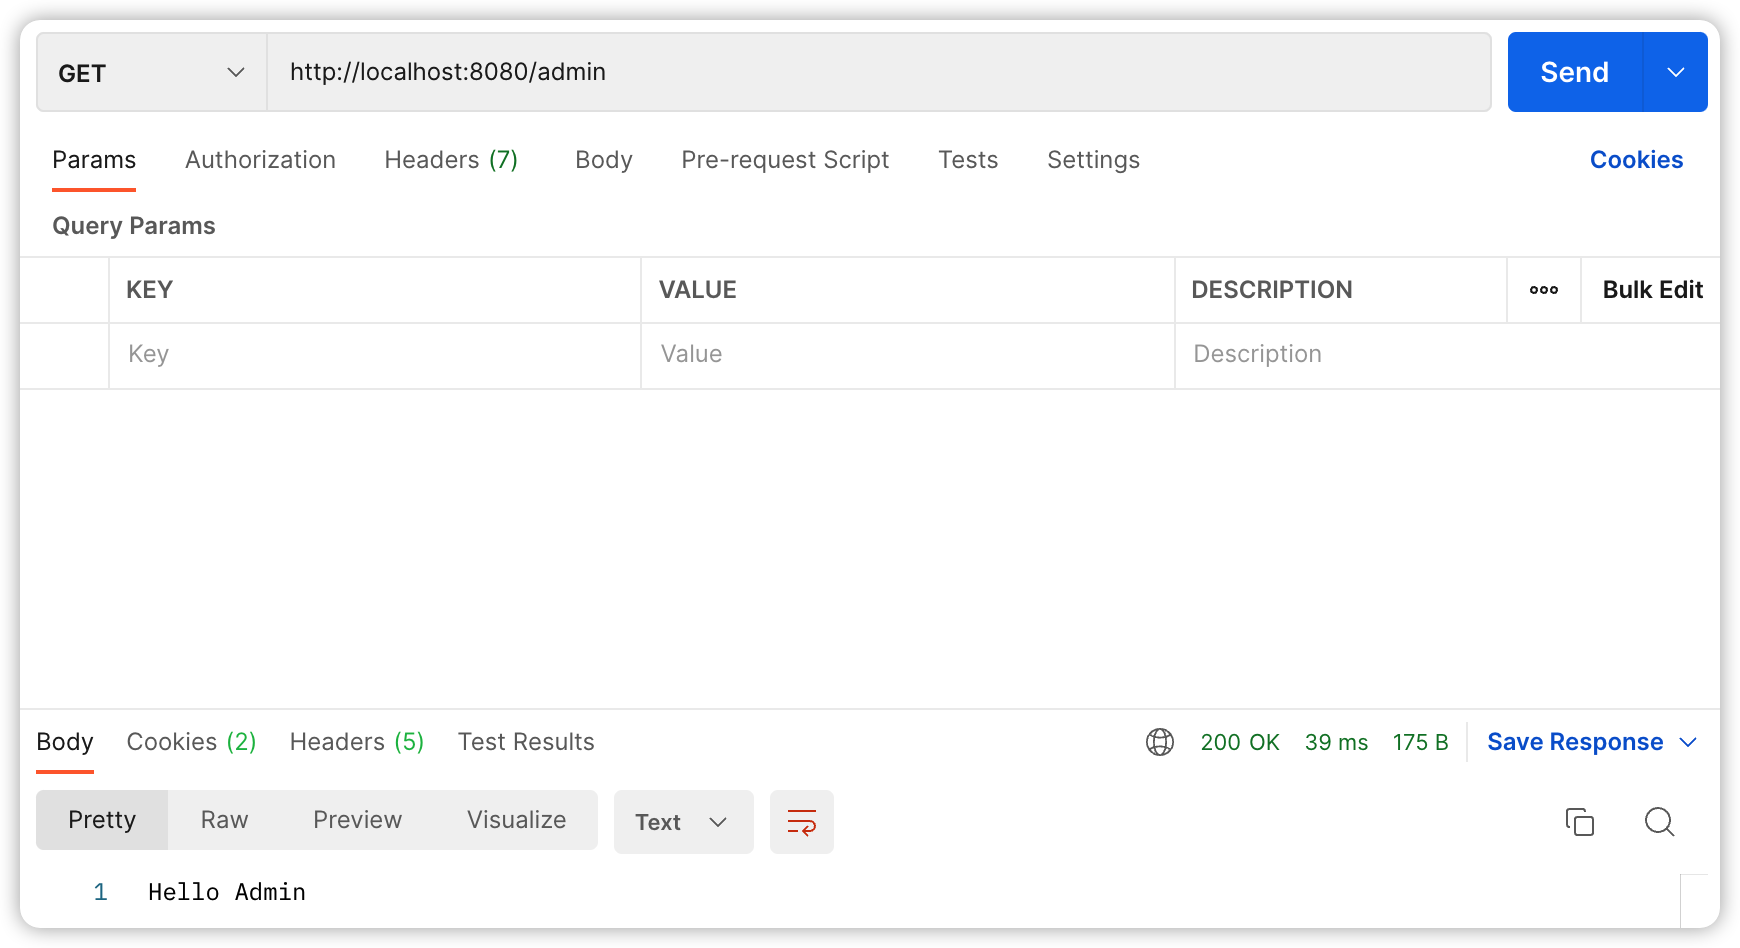 GET http://localhost:8080/admin Send
Params Authorization Headers (7) Body Pre-request Script Tests Settings Cookies
Query Params
KEY VALUE DESCRIPTION Bulk Edit
Key Value Description
Body Cookies (2) Headers (5) Test Results 200 OK 39 ms 175 B Save Response
Pretty Raw Preview Visualize Text
1 Hello Admin